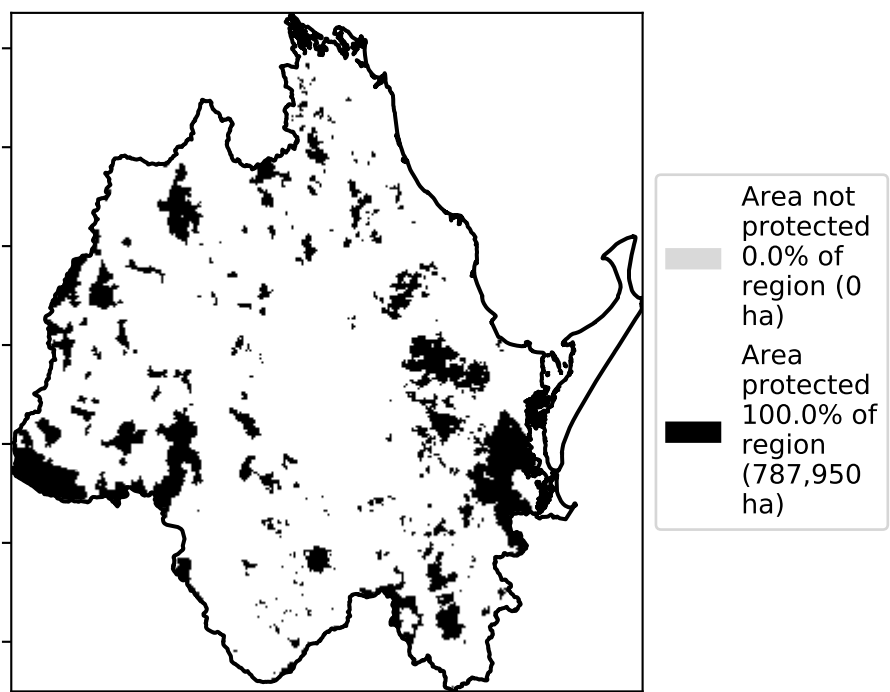 Area not
protected
0.0% of
region (0
ha)
Area
protected
100.0% of
region
(787,950
ha)